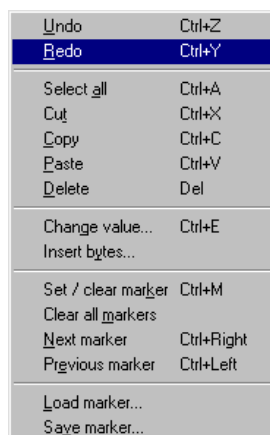 Undo Ctrl+Z
Redo Ctrl+Y
Select all Ctrl+A
Cut Ctrl+X
Copy Ctrl+C
Paste Ctrl+V
Delete Del
Change value... Ctrl+E
Insert bytes...
Set / clear marker Ctrl+M
Clear all markers
Next marker Ctrl+Right
Previous marker Ctrl+Left
Load marker...
Save marker...